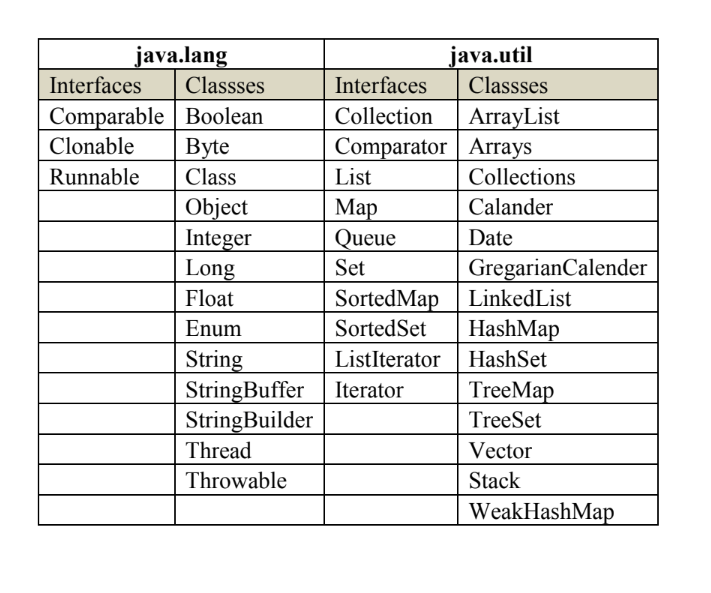 java.lang java.util
Interfaces Classses Interfaces Classses
Comparable Boolean Collection ArrayList
Clonable Byte Comparator Arrays
Runnable Class List Collections
Object Map Calander
Integer Queue Date
Long Set GregarianCalender
Float SortedMap LinkedList
Enum SortedSet HashMap
String ListIterator HashSet
StringBuffer Iterator TreeMap
StringBuilder TreeSet
Thread Vector
Throwable Stack
WeakHashMap